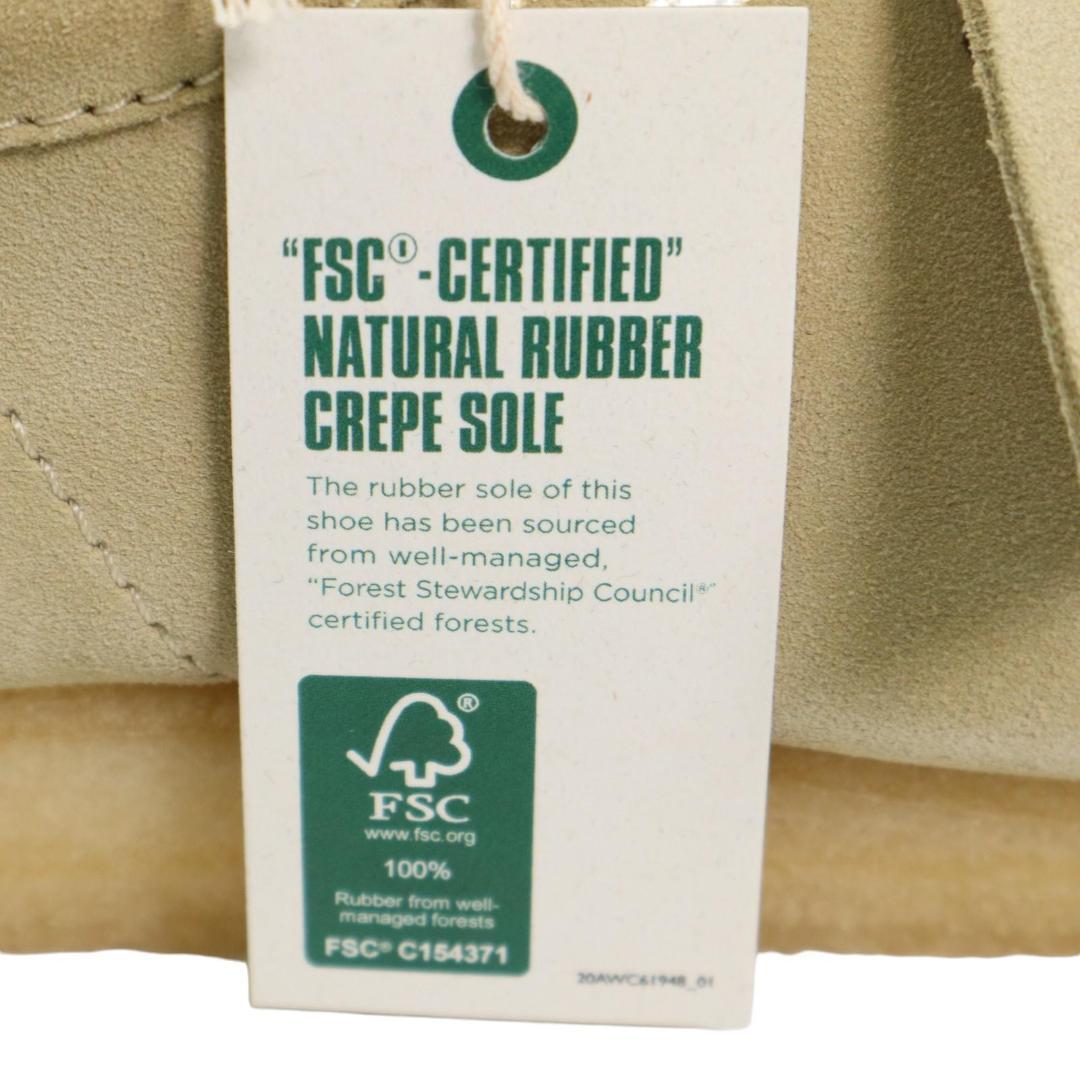 “FSC®-CERTIFIED”
NATURAL RUBBER
CREPE SOLE
The rubber sole of this
shoe has been sourced
from well-managed,
“Forest Stewardship Council®”
certified forests.
®
FSC
www.fsc.org
100%
Rubber from well-
managed forests
FSC® C154371
20AWC61948_01